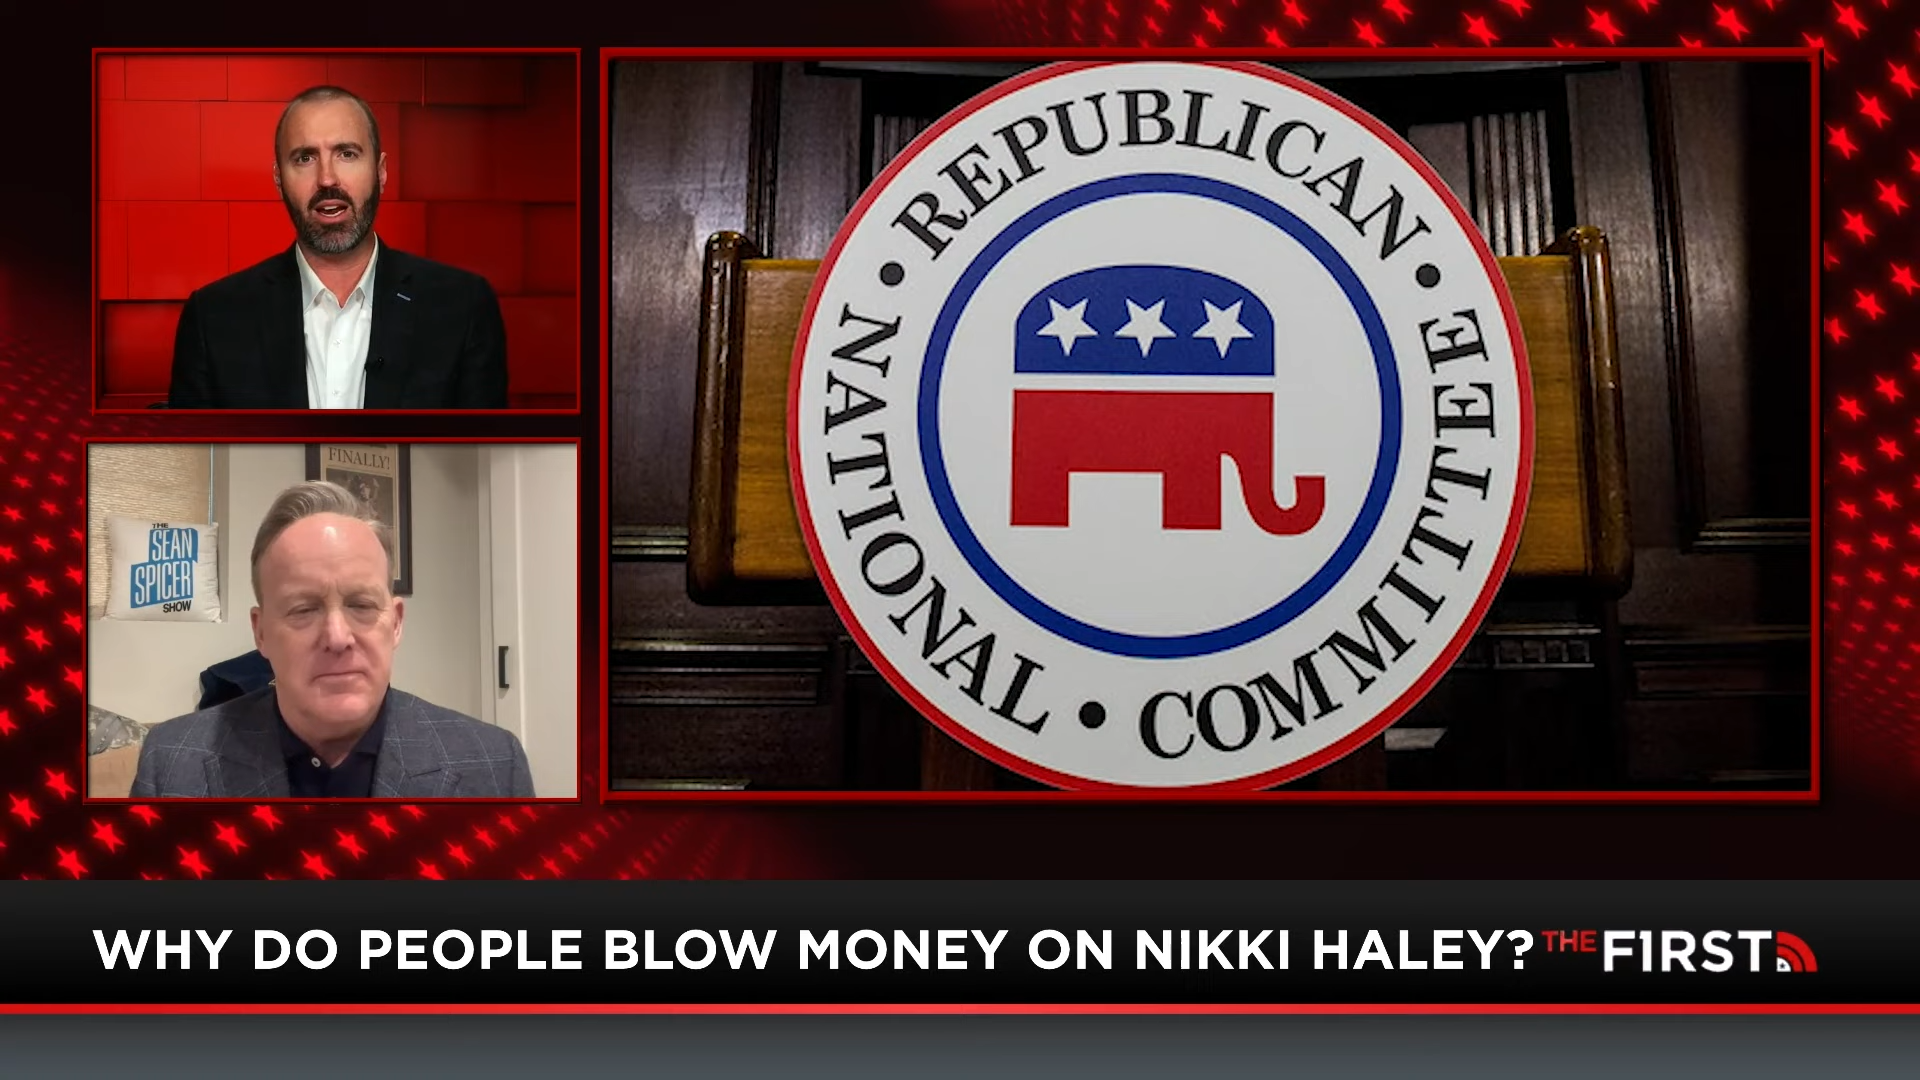 FINALLY!
THE
SEAN
SPICER
SHOW
• REPUBLICAN •
NATIONAL • COMMITTEE
WHY DO PEOPLE BLOW MONEY ON NIKKI HALEY?
THE FIRST